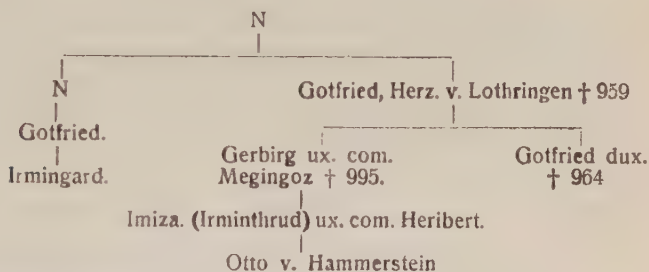 N
N
Gotfried, Herz. v. Lothringen † 959
Gotfried.
Irmingard.
Gerbirg ux. com.
Megingoz † 995.
Gotfried dux.
† 964
Imiza. (Irminthrud) ux. com. Heribert.
Otto v. Hammerstein